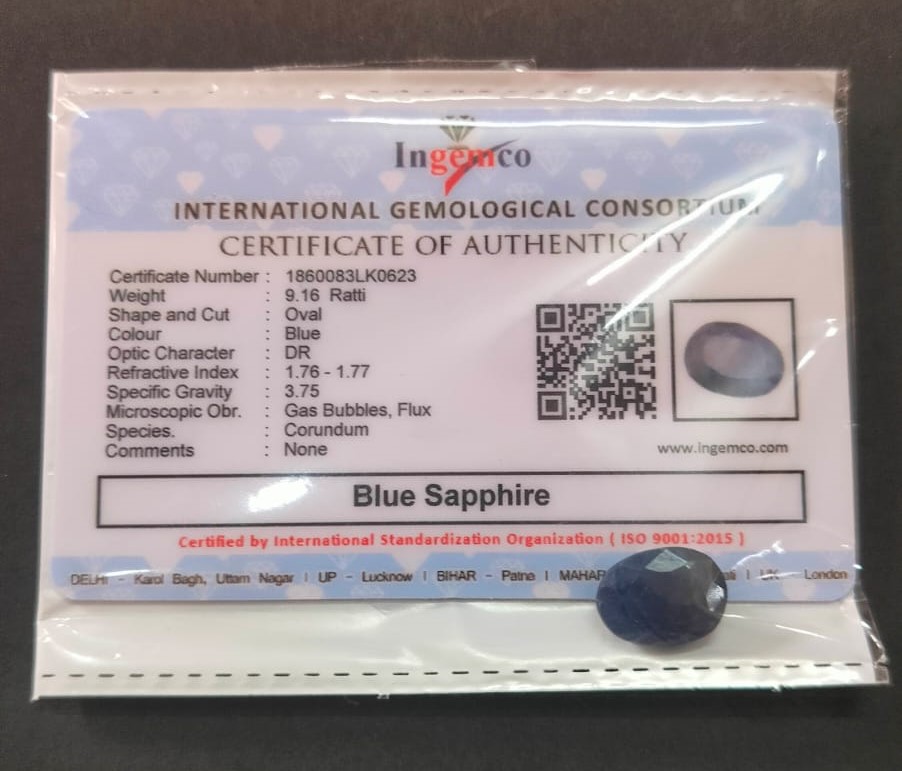 Ingemco
INTERNATIONAL GEMOLOGICAL CONSORTIUM
CERTIFICATE OF AUTHENTICITY
Certificate Number : 1860083LK0623
Weight : 9.16 Ratti
Shape and Cut : Oval
Colour : Blue
Optic Character : DR
Refractive Index : 1.76 - 1.77
Specific Gravity : 3.75
Microscopic Obr. : Gas Bubbles, Flux
Species. : Corundum
Comments : None
www.ingemco.com
Blue Sapphire
Certified by International Standardization Organization ( ISO 9001:2015 )
DELHI - Karol Bagh, Uttam Nagar | UP - Lucknow | BIHAR - Patna | MAHAR | UK - London